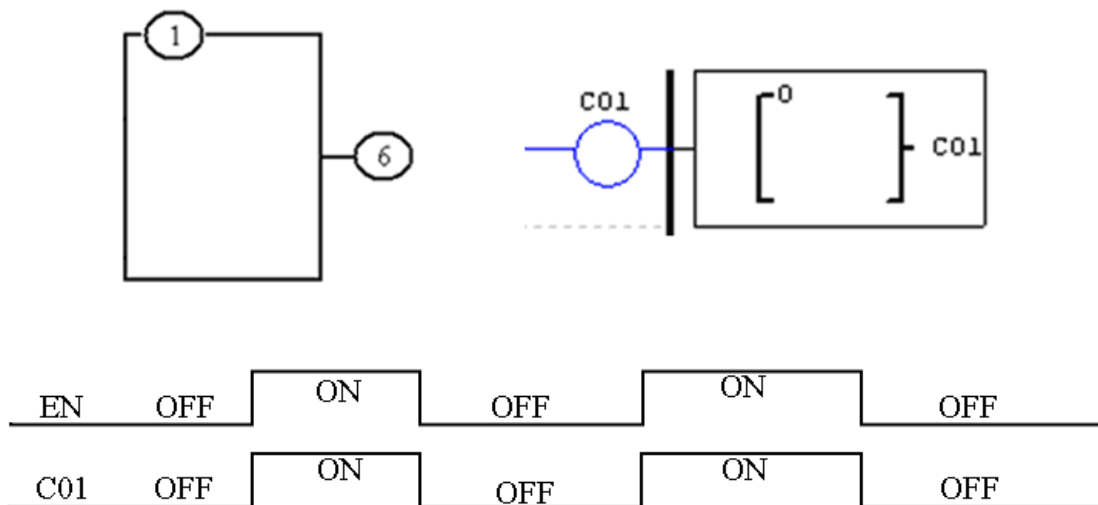 1
6
C01
0
C01
EN OFF ON OFF ON OFF
C01 OFF ON OFF ON OFF